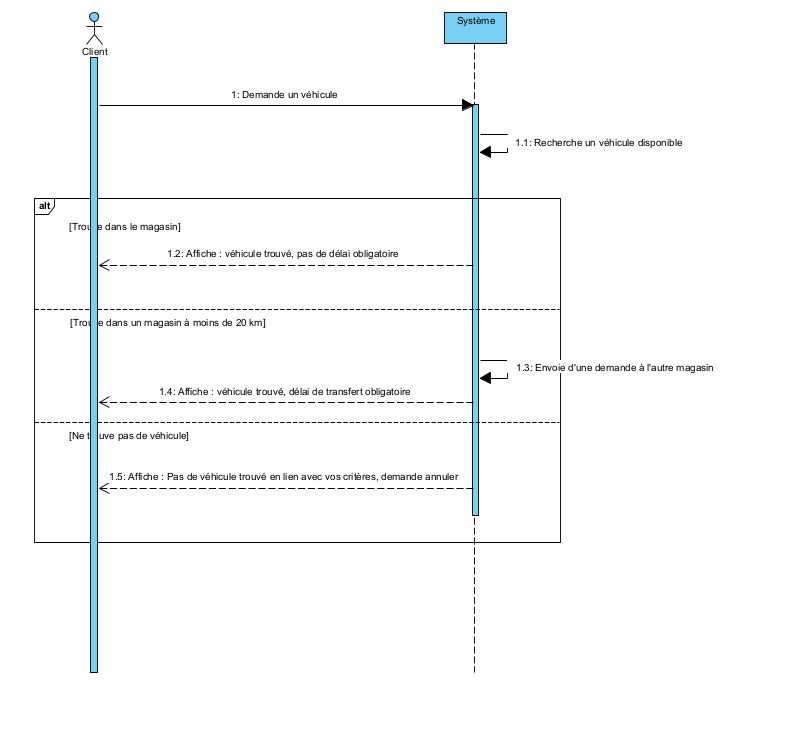 Client
Système
1: Demande un véhicule
1.1: Recherche un véhicule disponible
alt
[Trouve dans le magasin]
1.2: Affiche : véhicule trouvé, pas de délai obligatoire
[Trouve dans un magasin à moins de 20 km]
1.3: Envoie d'une demande à l'autre magasin
1.4: Affiche : véhicule trouvé, délai de transfert obligatoire
[Ne trouve pas de véhicule]
1.5: Affiche : Pas de véhicule trouvé en lien avec vos critères, demande annuler